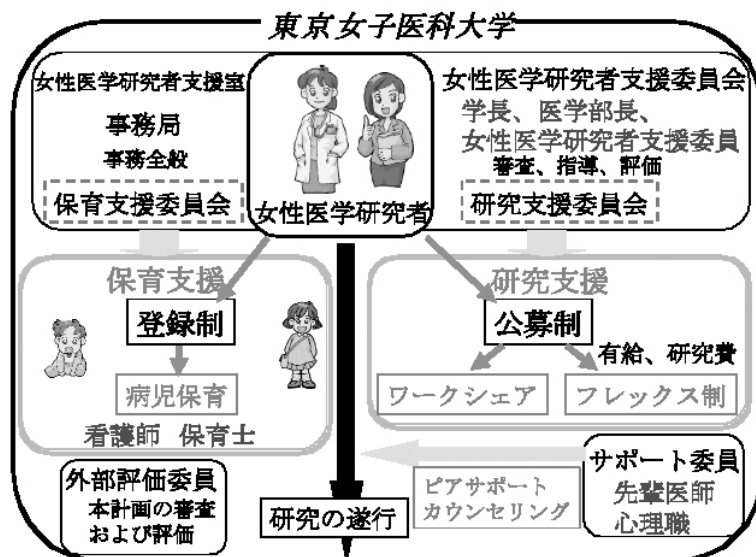 東京女子医科大学
女性医学研究者支援室
事務局
事務全般
保育支援委員会
女性医学研究者
女性医学研究者支援委員会
学長、医学部長、
女性医学研究者支援委員
審査、指導、評価
研究支援委員会
保育支援
登録制
病児保育
看護師 保育士
研究支援
公募制
有給、研究費
ワークシェア
フレックス制
外部評価委員
本計画の審査
および評価
研究の遂行
ピアサポート
カウンセリング
サポート委員
先輩医師
心理職